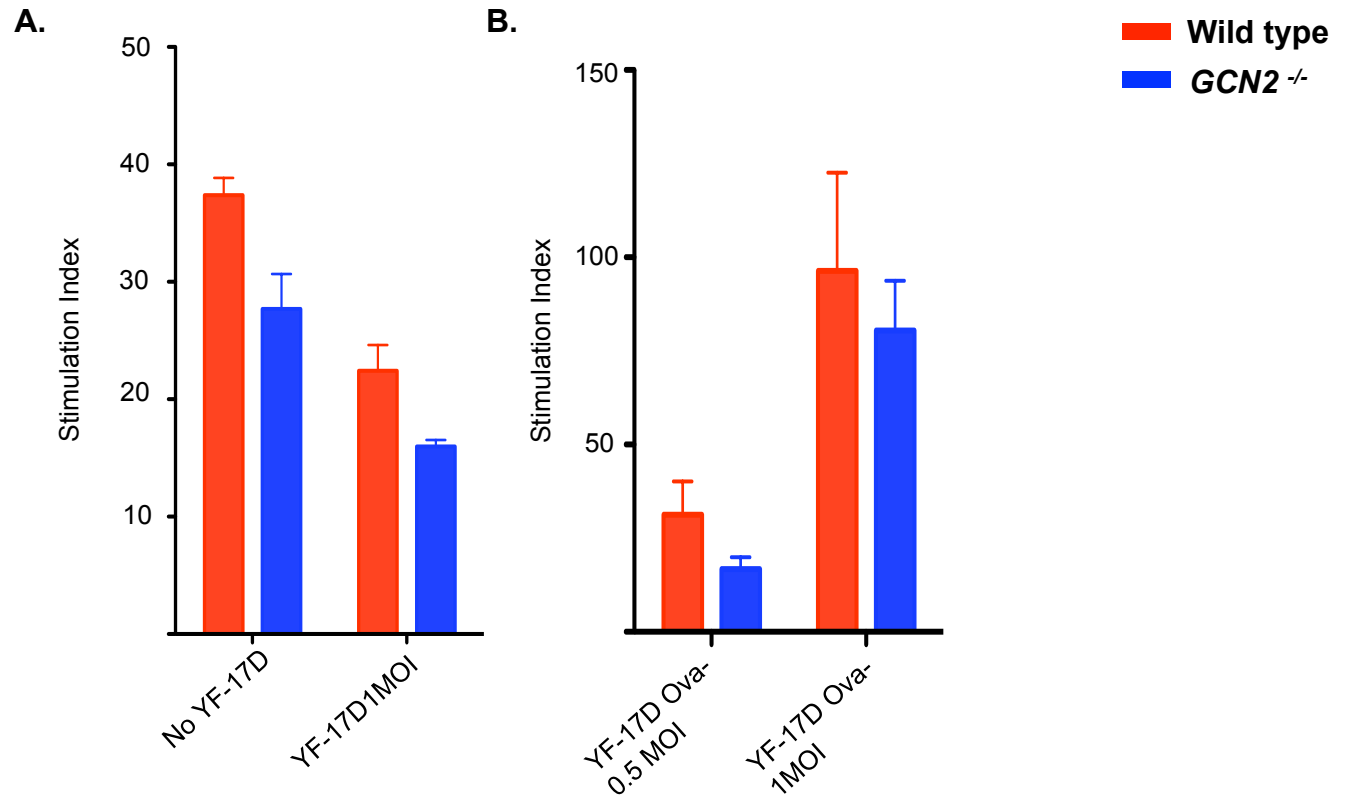 A.
B.
Wild type
GCN2 -/-
50
40
30
20
10
Stimulation Index
No YF-17D
YF-17D1MOI
150
100
50
Stimulation Index
YF-17D Ova-
0.5 MOI
YF-17D Ova-
1MOI